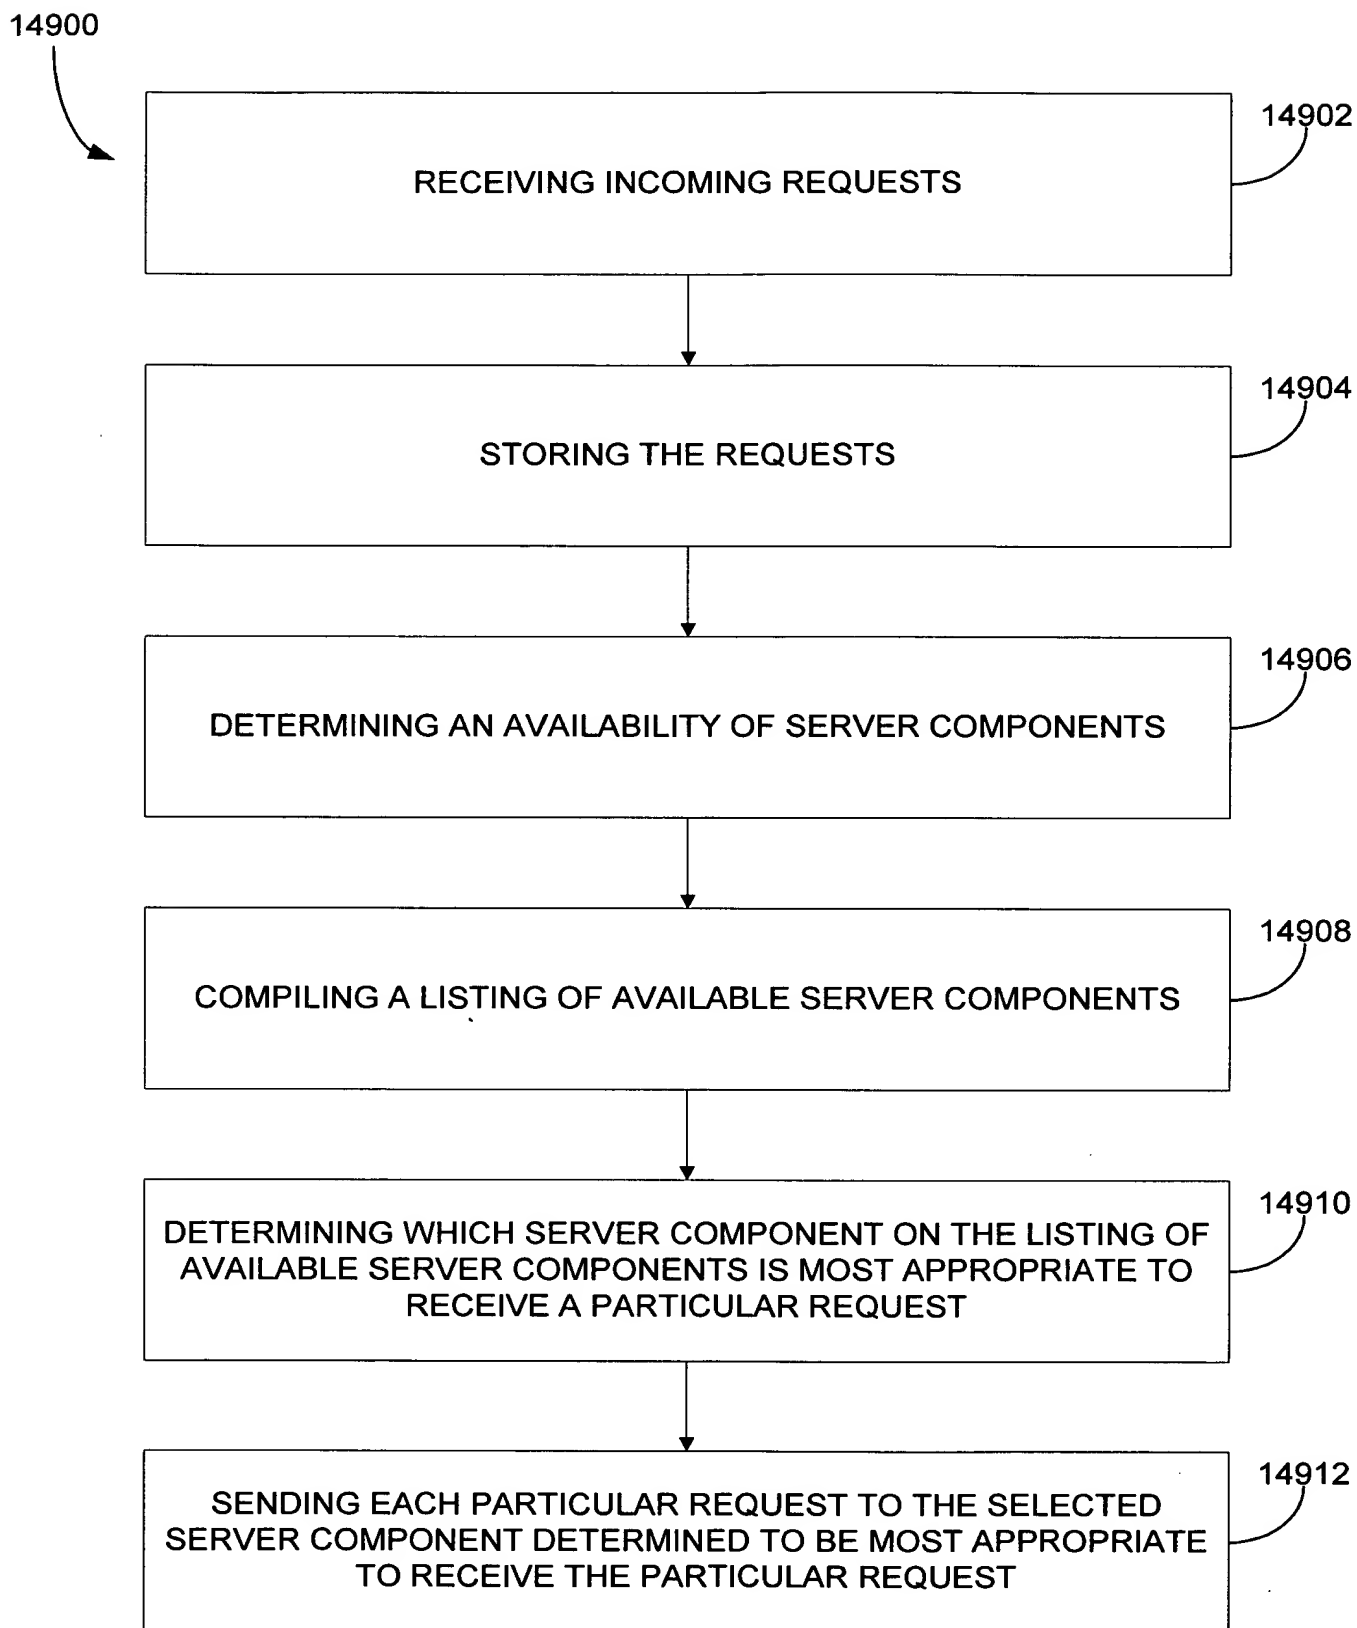 14900
14902
RECEIVING INCOMING REQUESTS
14904
STORING THE REQUESTS
14906
DETERMINING AN AVAILABILITY OF SERVER COMPONENTS
14908
COMPILING A LISTING OF AVAILABLE SERVER COMPONENTS
14910
DETERMINING WHICH SERVER COMPONENT ON THE LISTING OF
AVAILABLE SERVER COMPONENTS IS MOST APPROPRIATE TO
RECEIVE A PARTICULAR REQUEST
14912
SENDING EACH PARTICULAR REQUEST TO THE SELECTED
SERVER COMPONENT DETERMINED TO BE MOST APPROPRIATE
TO RECEIVE THE PARTICULAR REQUEST